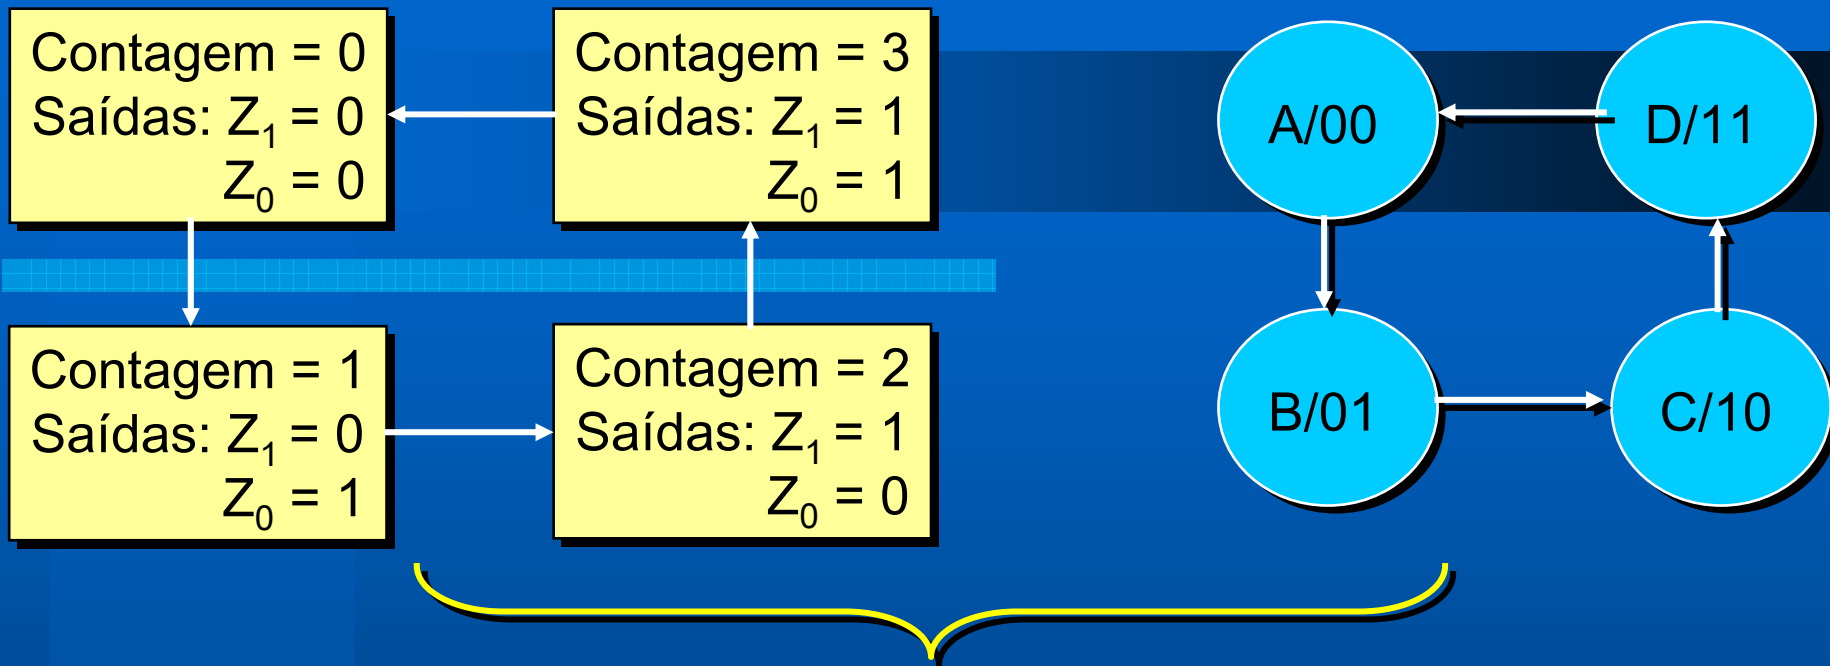 Contagem = 0
Saídas: Z₁ = 0
Z₀ = 0
Contagem = 3
Saídas: Z₁ = 1
Z₀ = 1
A/00
D/11
Contagem = 1
Saídas: Z₁ = 0
Z₀ = 1
Contagem = 2
Saídas: Z₁ = 1
Z₀ = 0
B/01
C/10